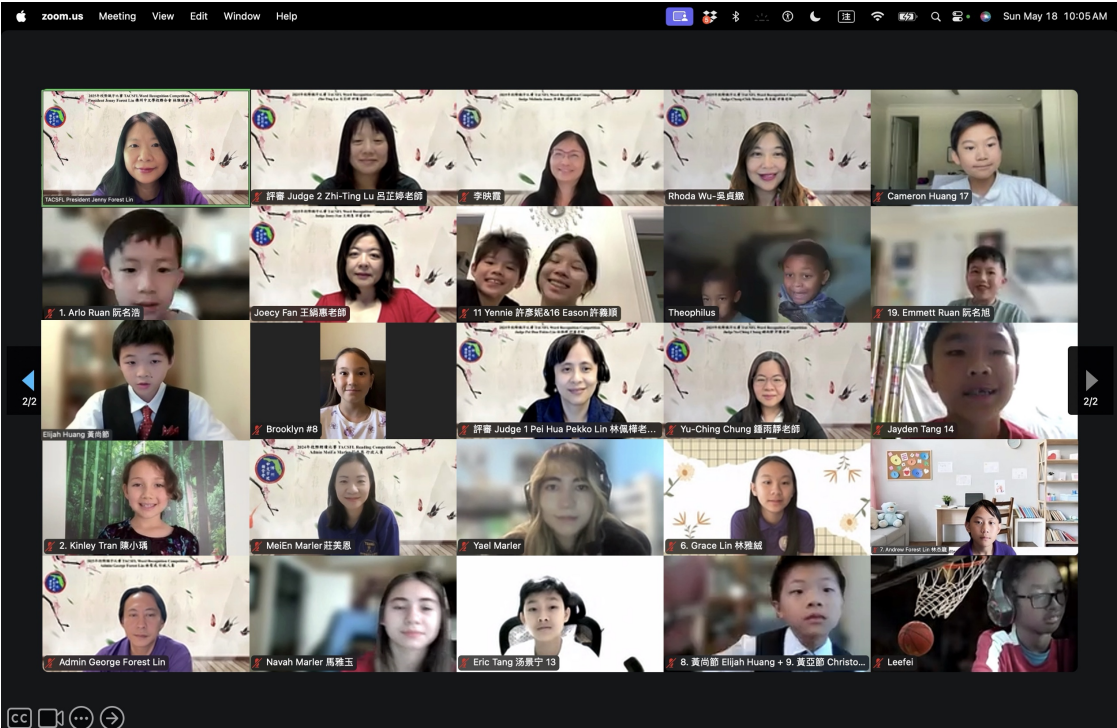 zoom.us Meeting View Edit Window Help
Sun May 18 10:05 AM
TACSFL President Jenny Forest Lin
評審 Judge 2 Zhi-Ting Lu 呂芷婷老師
李映霞
Rhoda Wu-吳貞繳
Cameron Huang 17
1. Arlo Ruan 阮名浩
Joecy Fan 王絹惠老師
11 Yennie 許彥妮&16 Eason 許義順
Theophilus
19. Emmett Ruan 阮名旭
2/2
2/2
Elijah Huang 黃尚節
Brooklyn #8
評審 Judge 1 Pei Hua Pekko Lin 林佩樺老...
Yu-Ching Chung 鍾雨靜老師
Jayden Tang 14
2. Kinley Tran 陳小瑀
MeiEn Marler 莊美恩
Yael Marler
6. Grace Lin 林雅絨
7. Andrew Forest Lin
Admin George Forest Lin
Navah Marler 馬雅玉
Eric Tang 汤景宁 13
8. 黃尚節 Elijah Huang + 9. 黃亞節 Christo...
Leefei
CC